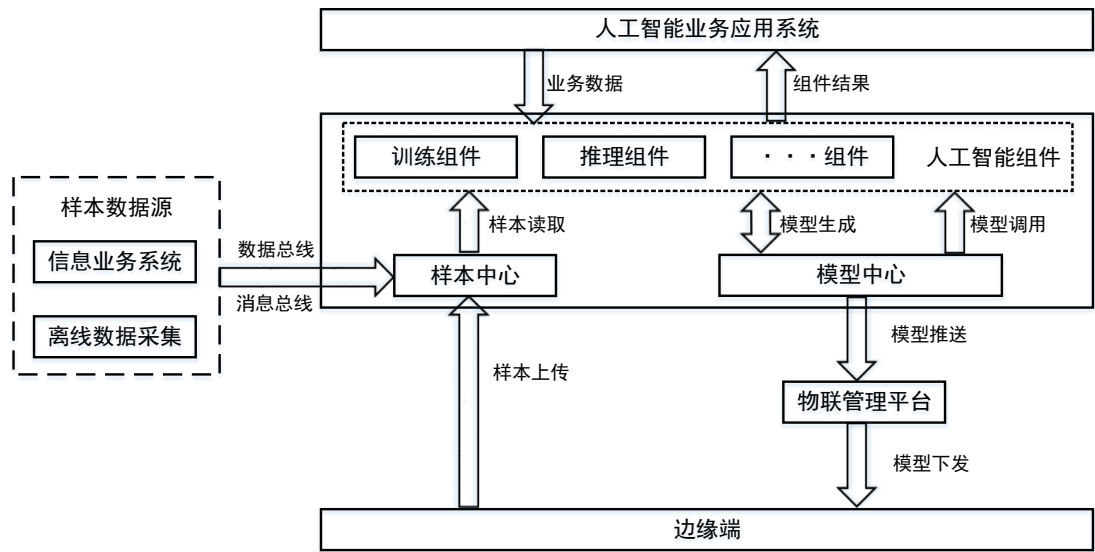 人工智能业务应用系统
业务数据
组件结果
训练组件
推理组件
···组件
人工智能组件
样本数据源
信息业务系统
离线数据采集
数据总线
消息总线
样本读取
模型生成
模型调用
样本中心
模型中心
模型推送
样本上传
物联管理平台
模型下发
边缘端